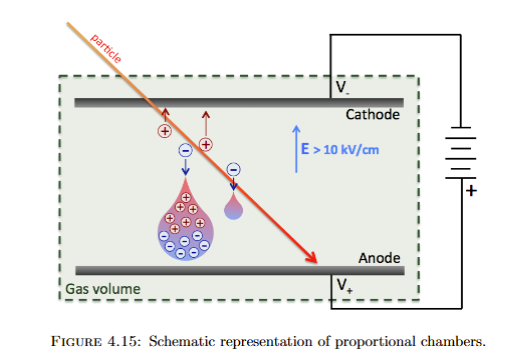 particle
V-
Cathode
E > 10 kV/cm
+
Anode
Gas volume
V+
FIGURE 4.15: Schematic representation of proportional chambers.